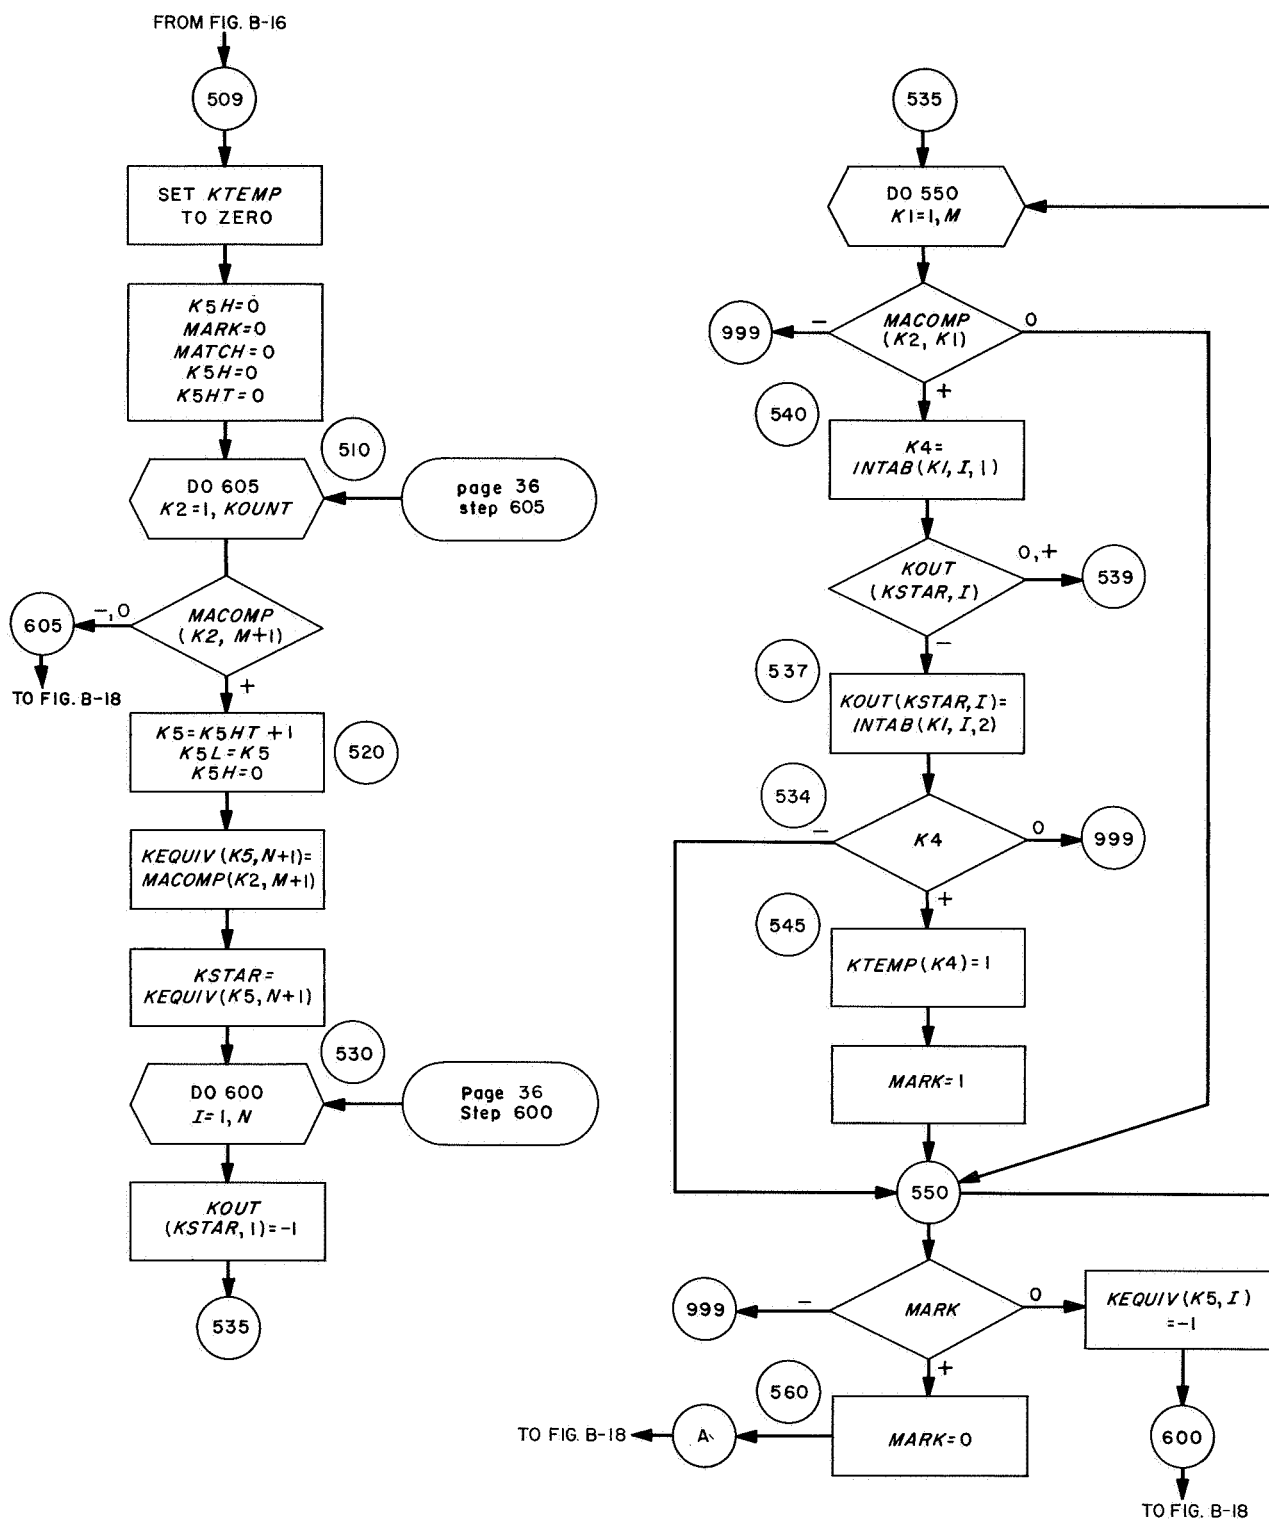 FROM FIG. B-16
509
SET KTEMP
TO ZERO
K5H=0
MARK=0
MATCH=0
K5H=0
K5HT=0
510
DO 605
K2=1, KOUNT
page 36
step 605
MACOMP
(K2, M+1)
-,0
605
TO FIG. B-18
+
K5=K5HT+1
K5L=K5
K5H=0
520
KEQUIV(K5,N+1)=
MACOMP(K2,M+1)
KSTAR=
KEQUIV(K5,N+1)
530
DO 600
I=1, N
Page 36
Step 600
KOUT
(KSTAR,1)=-1
535
535
DO 550
K1=1, M
MACOMP
(K2, K1)
-
999
0
+
540
K4=
INTAB(K1,I,1)
KOUT
(KSTAR,I)
0,+
539
-
537
KOUT(KSTAR,I)=
INTAB(K1,I,2)
534
K4
-
0
999
+
545
KTEMP(K4)=1
MARK=1
550
MARK
-
999
0
KEQUIV(K5,I)
=-1
+
560
MARK=0
A
TO FIG. B-18
600
TO FIG. B-18